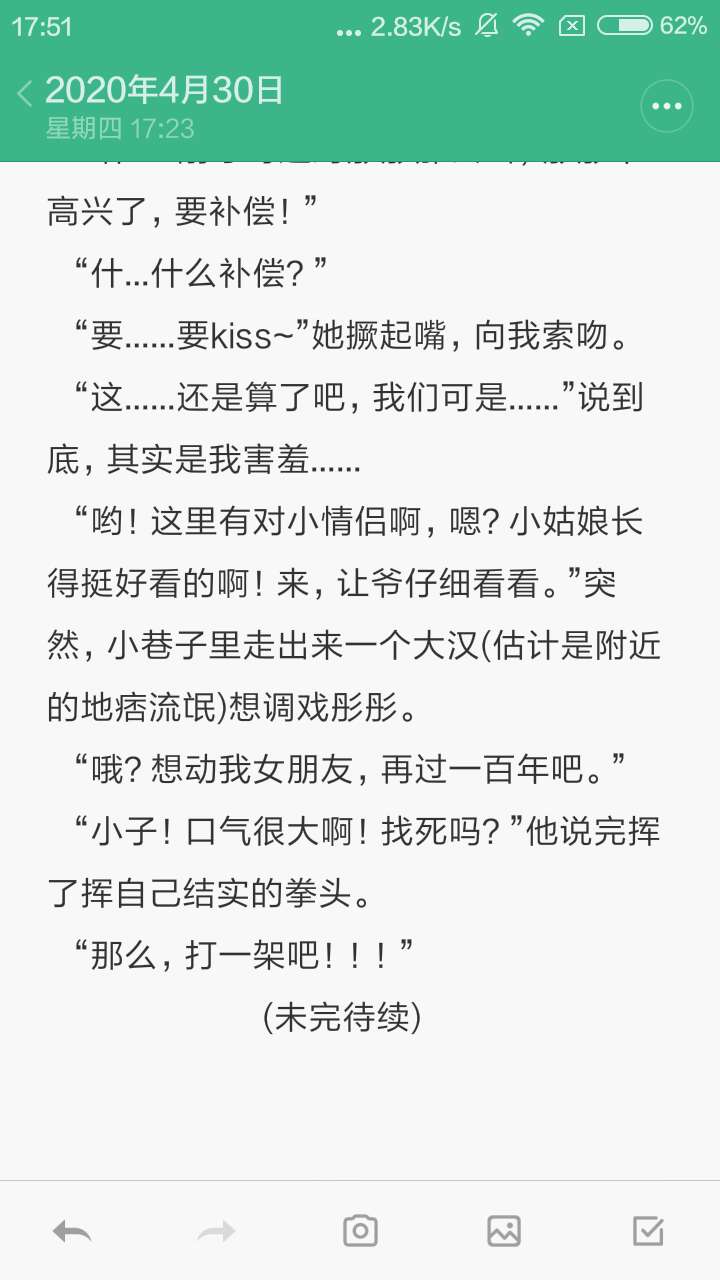 17:51
... 2.83K/s 62%
2020年4月30日
星期四 17:23
高兴了，要补偿！”
“什...什么补偿？”
“要......要kiss~”她撅起嘴，向我索吻。
“这......还是算了吧，我们可是......”说到
底，其实是我害羞......
“哟！这里有对小情侣啊，嗯？小姑娘长
得挺好看的啊！来，让爷仔细看看。”突
然，小巷子里走出来一个大汉(估计是附近
的地痞流氓)想调戏彤彤。
“哦？想动我女朋友，再过一百年吧。”
“小子！口气很大啊！找死吗？”他说完挥
了挥自己结实的拳头。
“那么，打一架吧！！！”
(未完待续)